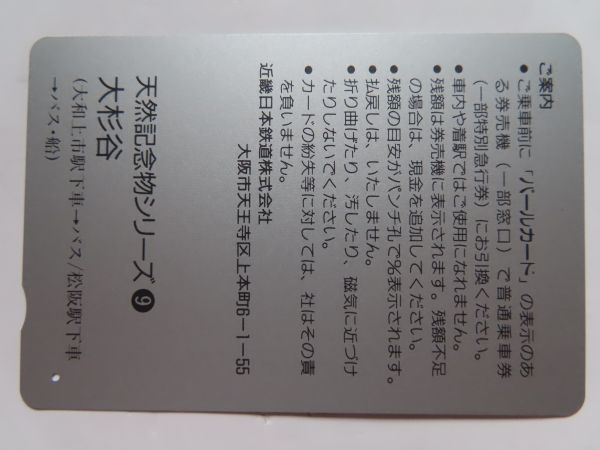 ご案内
●ご乗車前に「パールカード」の表示のあ
る券売機（一部窓口）で普通乗車券
（一部特別急行券）にお引換ください。
●車内や着駅ではご使用になれません。
●残額は券売機に表示されます。残額不足
の場合は、現金を追加してください。
●残額の目安がパンチ孔で%表示されます。
●払戻しは、いたしません。
●折り曲げたり、汚したり、磁気に近づけ
たりしないでください。
●カードの紛失等に対しては、社はその責
を負いません。
近畿日本鉄道株式会社
大阪市天王寺区上本町6-1-55
天然記念物シリーズ❾
大杉谷
(大和上市駅下車→バス/松阪駅下車
→バス・船)